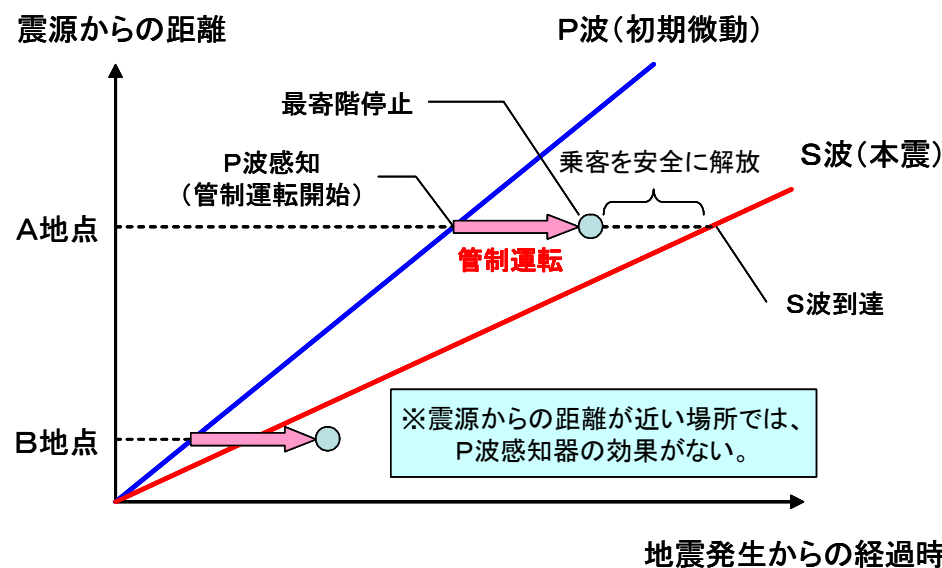 震源からの距離
P波（初期微動）
最寄階停止
P波感知
（管制運転開始）
乗客を安全に解放
S波（本震）
A地点
管制運転
S波到達
B地点
※震源からの距離が近い場所では、
P波感知器の効果がない。
地震発生からの経過時